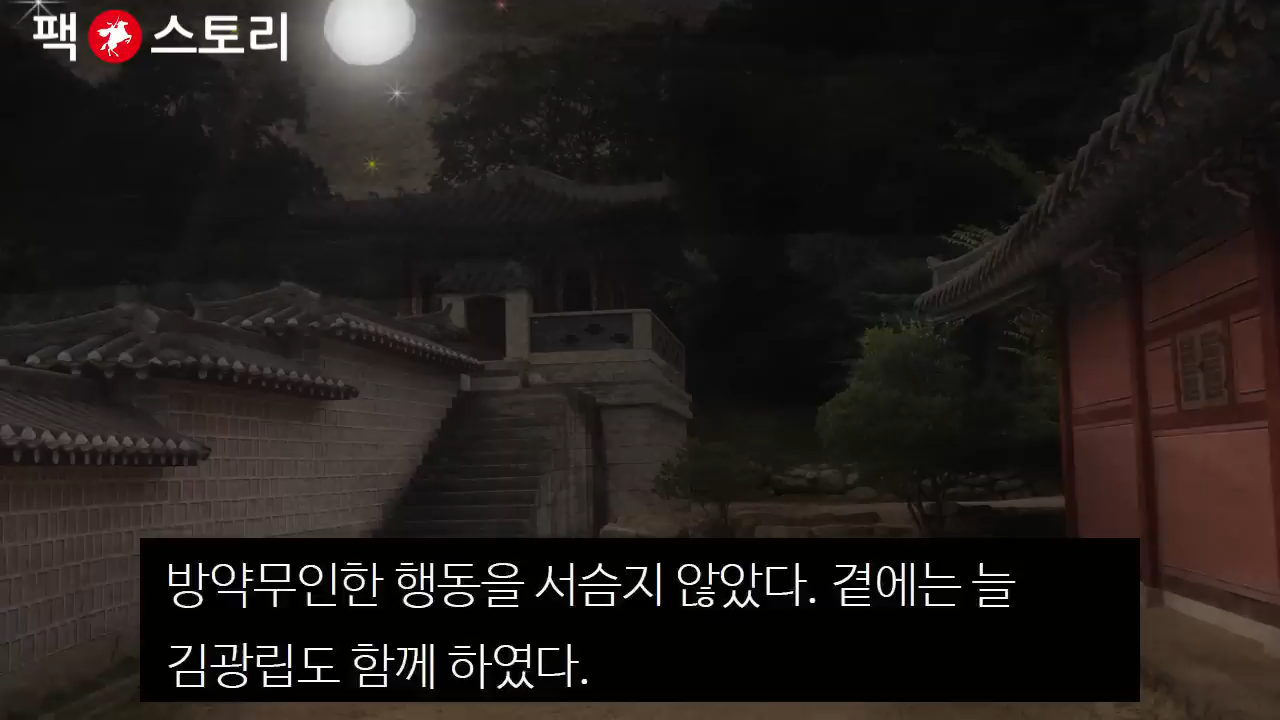 팩 스토리
방약무인한 행동을 서슴지 않았다. 곁에는 늘
김광립도 함께 하였다.